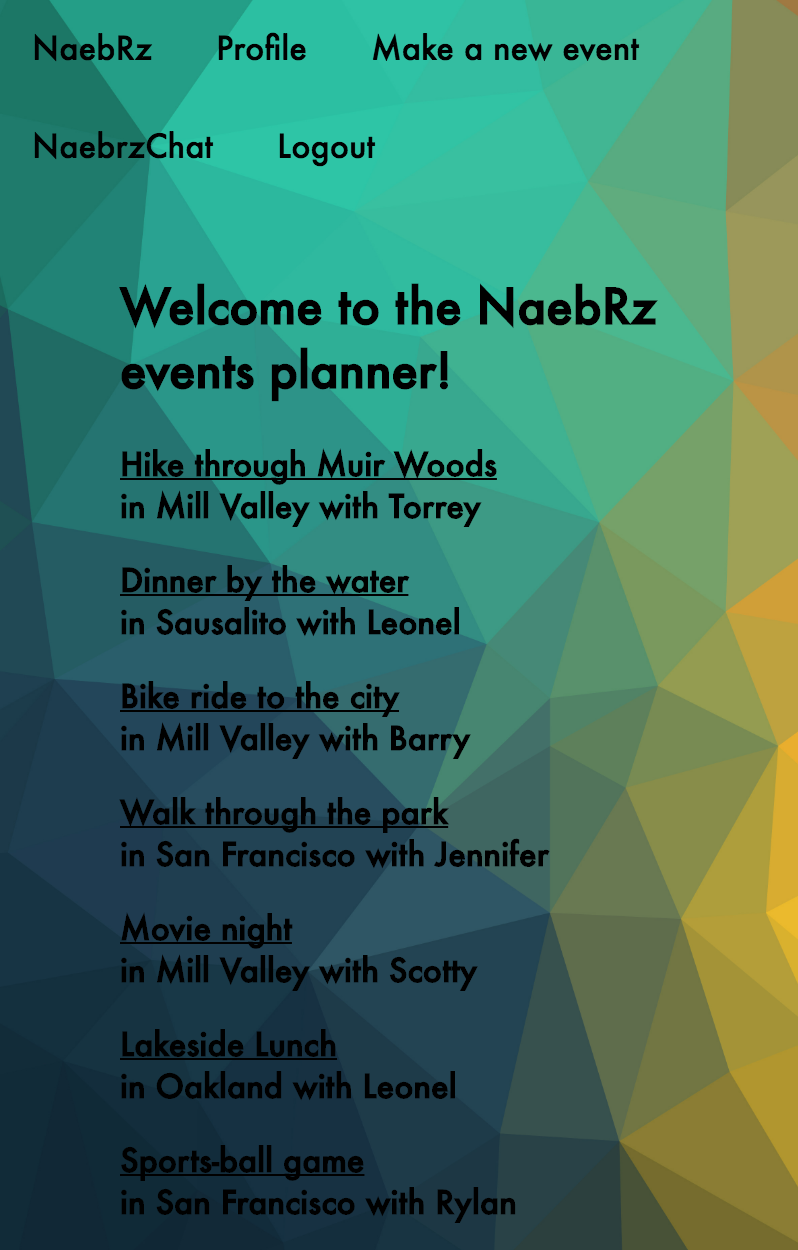 NaebRz Profile Make a new event
NaebrzChat Logout
Welcome to the NaebRz
events planner!
Hike through Muir Woods
in Mill Valley with Torrey
Dinner by the water
in Sausalito with Leonel
Bike ride to the city
in Mill Valley with Barry
Walk through the park
in San Francisco with Jennifer
Movie night
in Mill Valley with Scotty
Lakeside Lunch
in Oakland with Leonel
Sports-ball game
in San Francisco with Rylan